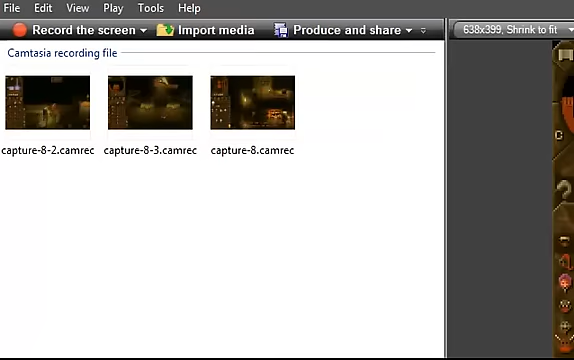 File Edit View Play Tools Help
Record the screen Import media Produce and share 638x399, Shrink to fit
Camtasia recording file
capture-8-2.camrec capture-8-3.camrec capture-8.camrec